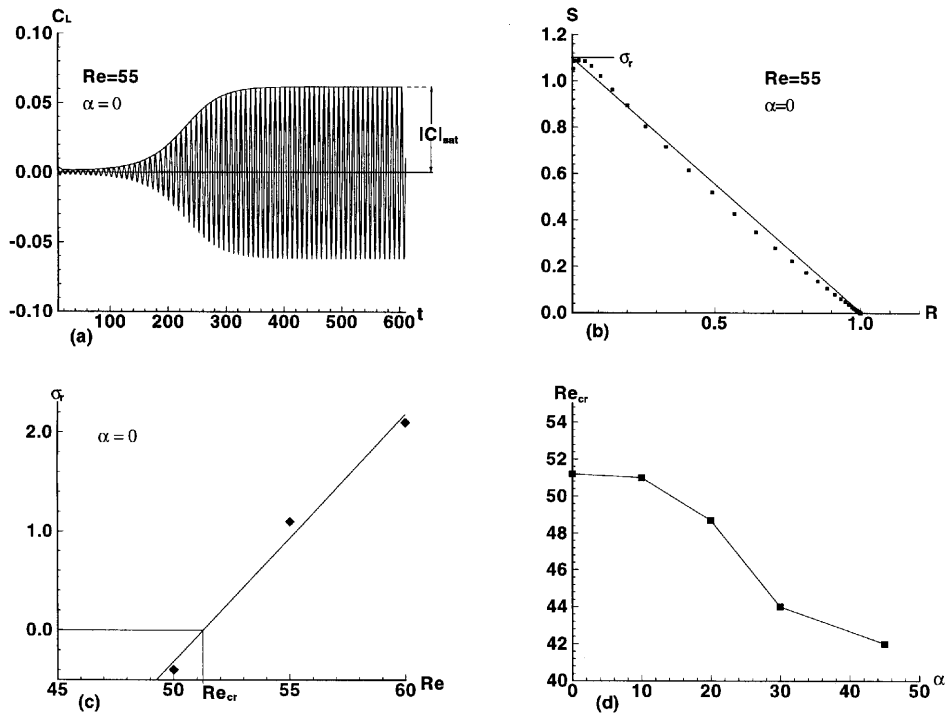 C_L
0.10
0.05
0.00
-0.05
-0.10
Re=55
α = 0
|C|sat
100 200 300 400 500 600 t
(a)
S
1.2
1.0
0.8
0.6
0.4
0.2
0.0
σr
Re=55
α=0
0.5 1.0 R
(b)
σr
2.0
1.0
0.0
α = 0
45 50 Recr 55 60 Re
(c)
Recr
54
52
50
48
46
44
42
40
0 10 20 30 40 50 α
(d)